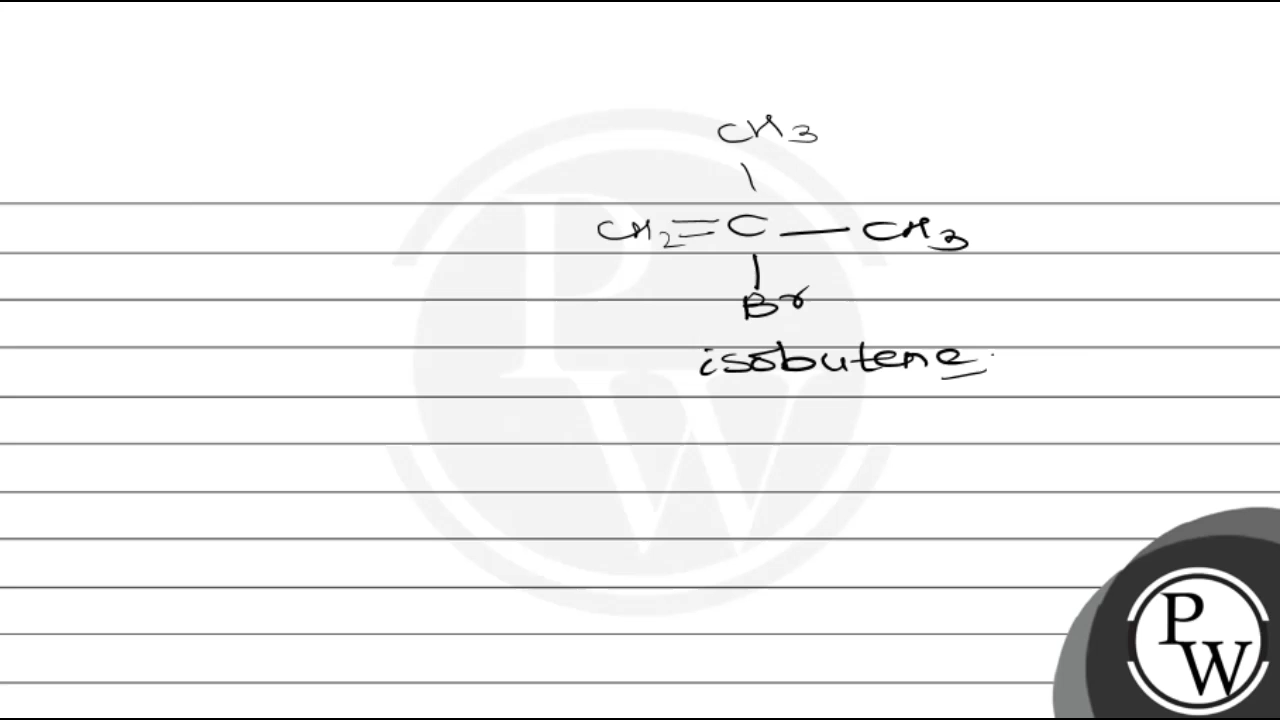 CH3
CH2=C—CH3
Br
isobutene.
P
W
P
W